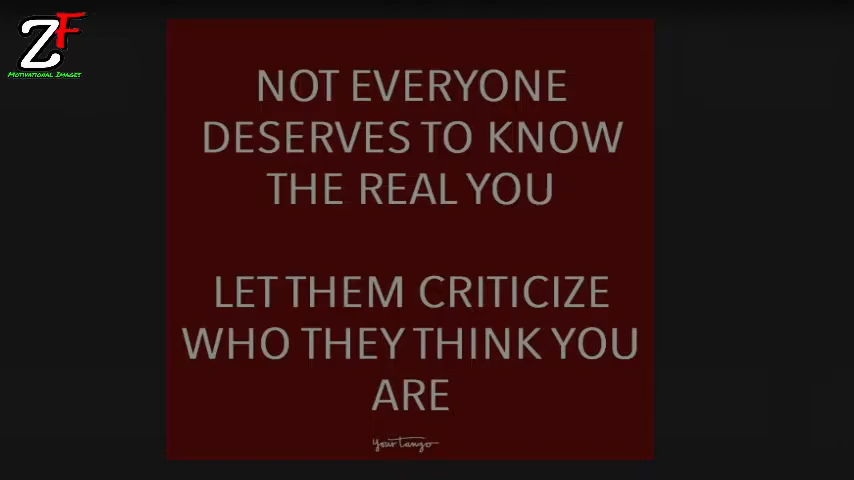 ZF
MOTIVATIONAL IMAGES
NOT EVERYONE
DESERVES TO KNOW
THE REAL YOU
LET THEM CRITICIZE
WHO THEY THINK YOU
ARE
Yourtango